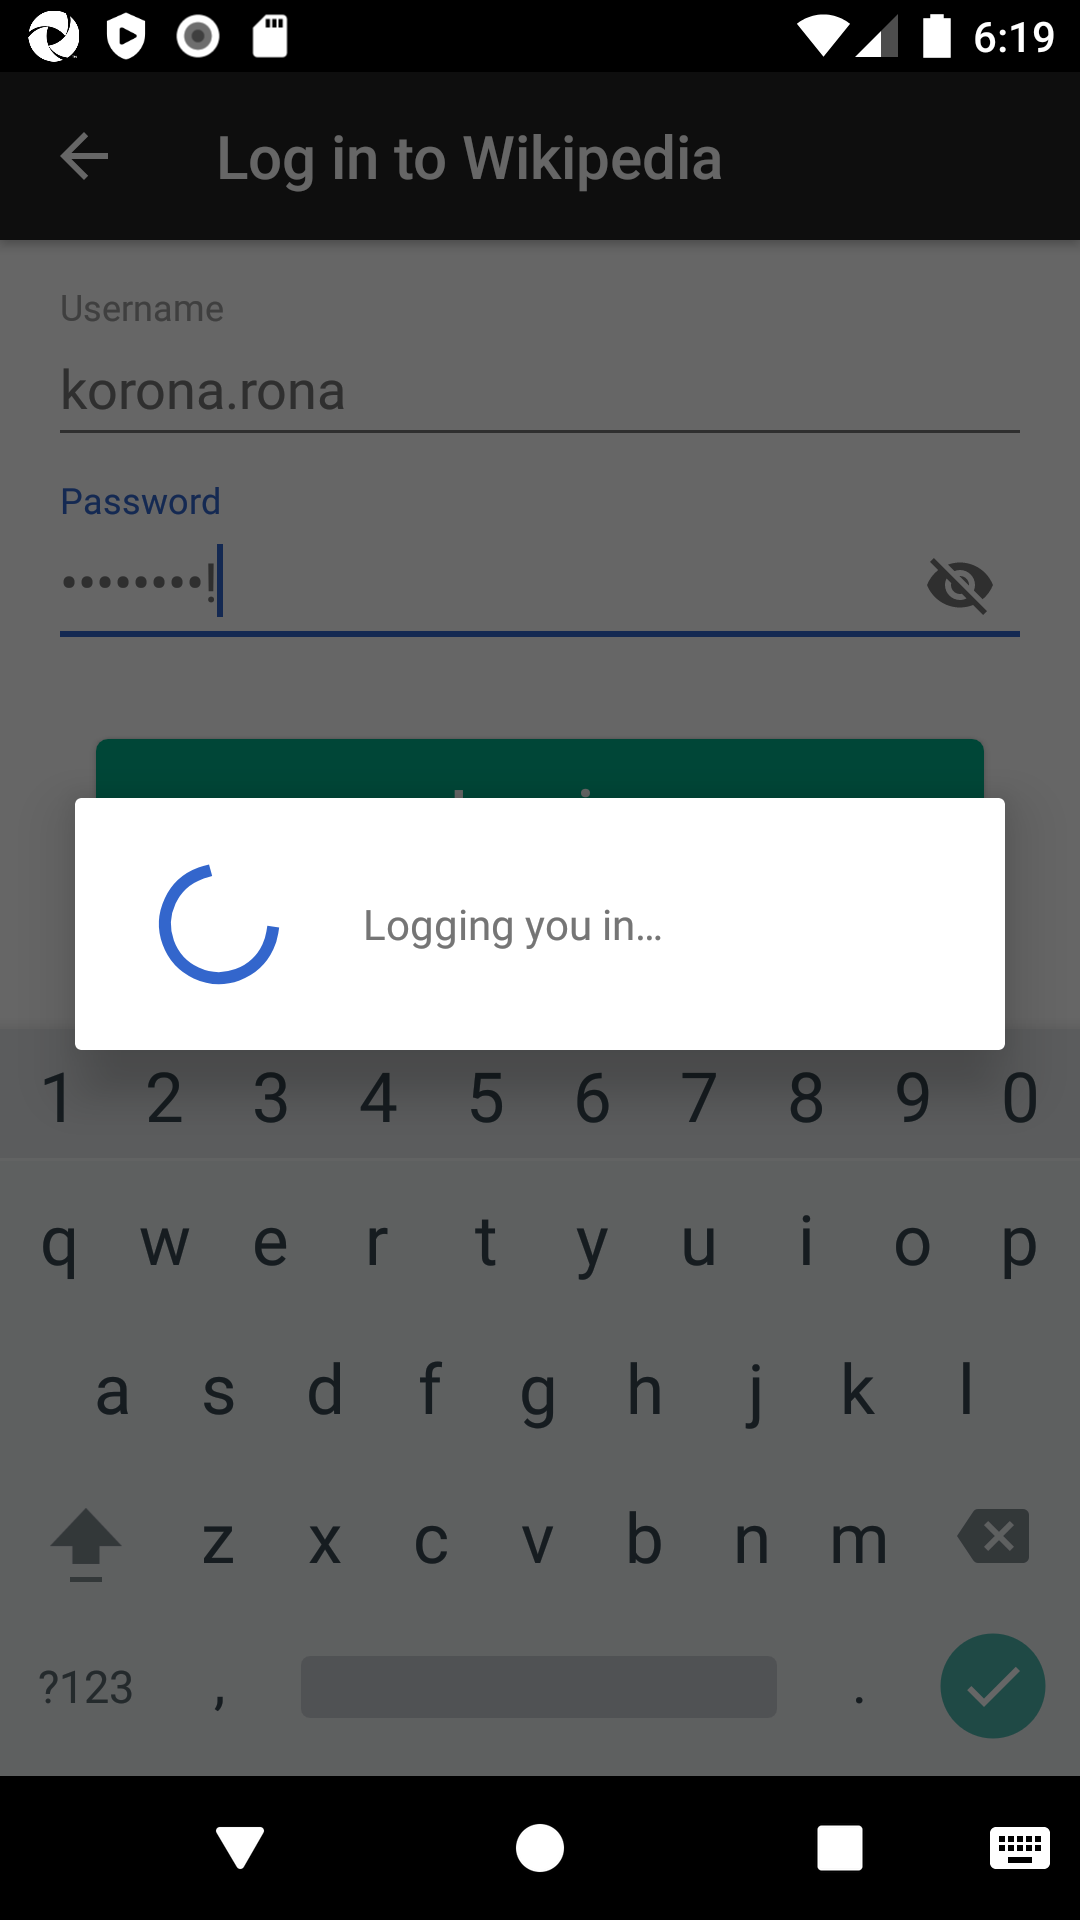 6:19
Log in to Wikipedia
Username
korona.rona
Password
••••••••!
Logging you in...
1 2 3 4 5 6 7 8 9 0
q w e r t y u i o p
a s d f g h j k l
z x c v b n m
?123 , .